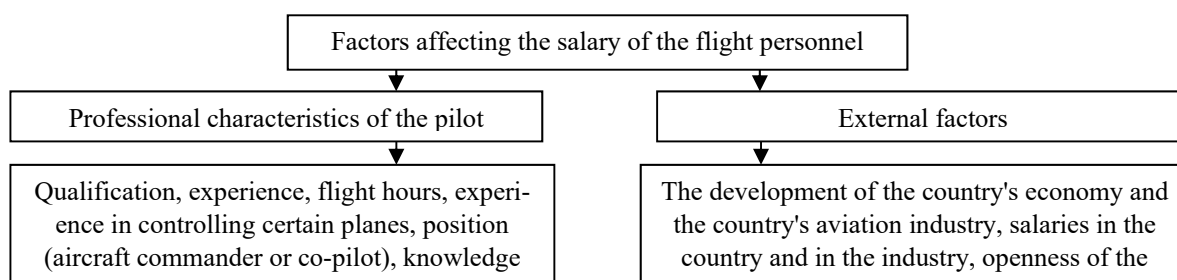 Factors affecting the salary of the flight personnel
Professional characteristics of the pilot
External factors
Qualification, experience, flight hours, experi-
ence in controlling certain planes, position
(aircraft commander or co-pilot), knowledge
The development of the country's economy and
the country's aviation industry, salaries in the
country and in the industry, openness of the